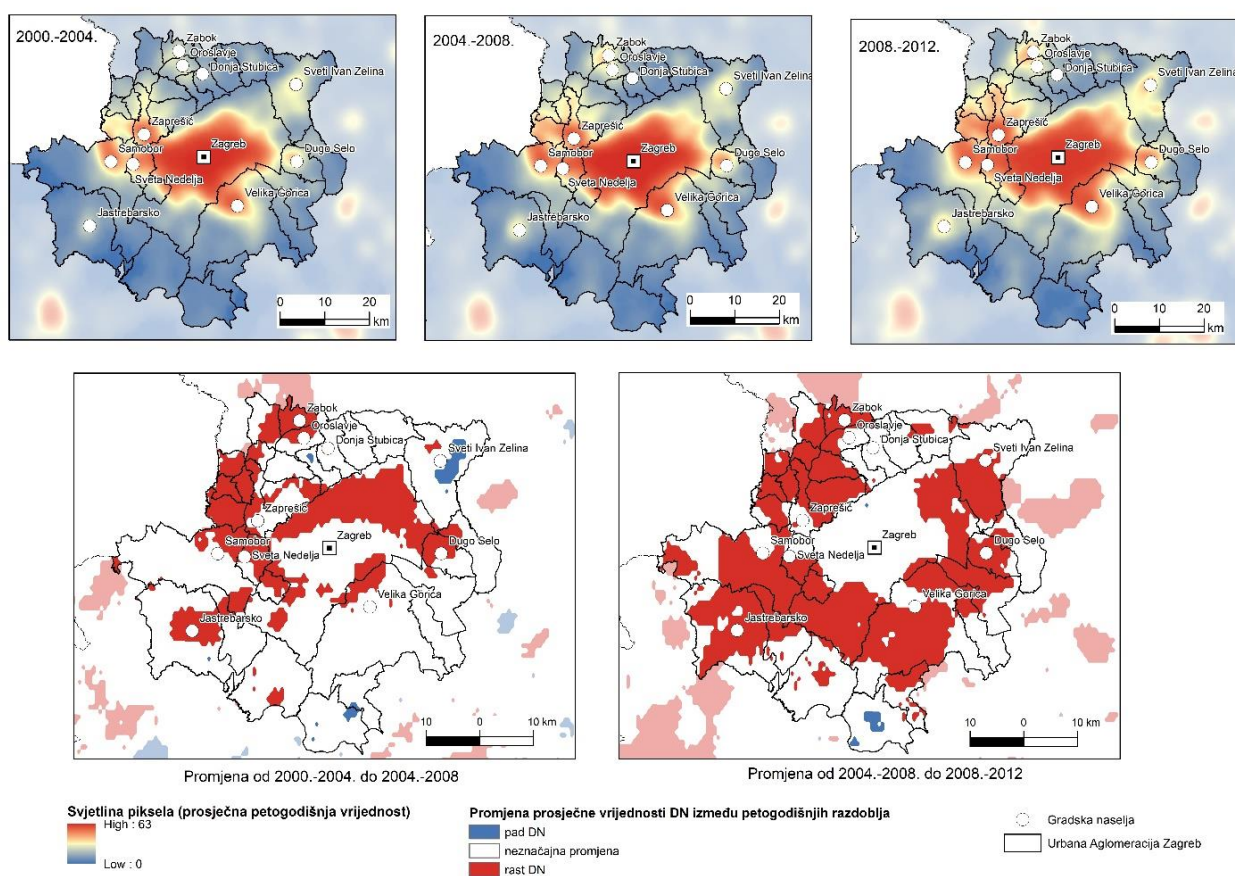 2000.-2004.
Zabok
Oroslavje
Donja Stubica
Sveti Ivan Zelina
Zaprešić
Zagreb
Samobor
Sveta Nedelja
Dugo Selo
Velika Gorica
Jastrebarsko
0 10 20
km
2004.-2008.
Zabok
Oroslavje
Donja Stubica
Sveti Ivan Zelina
Zaprešić
Zagreb
Samobor
Sveta Nedelja
Dugo Selo
Velika Gorica
Jastrebarsko
0 10 20
km
2008.-2012.
Zabok
Oroslavje
Donja Stubica
Sveti Ivan Zelina
Zaprešić
Zagreb
Samobor
Sveta Nedelja
Dugo Selo
Velika Gorica
Jastrebarsko
0 10 20
km
Zabok
Oroslavje
Donja Stubica
Sveti Ivan Zelina
Zaprešić
Zagreb
Samobor
Sveta Nedelja
Dugo Selo
Velika Gorica
Jastrebarsko
10 0 10 km
Promjena od 2000.-2004. do 2004.-2008
Zabok
Oroslavje
Donja Stubica
Sveti Ivan Zelina
Zaprešić
Zagreb
Samobor
Sveta Nedelja
Dugo Selo
Velika Gorica
Jastrebarsko
10 0 10 km
Promjena od 2004.-2008. do 2008.-2012
Svjetlina piksela (prosječna petogodišnja vrijednost)
High : 63
Low : 0
Promjena prosječne vrijednosti DN između petogodišnjih razdoblja
pad DN
neznačajna promjena
rast DN
Gradska naselja
Urbana Aglomeracija Zagreb